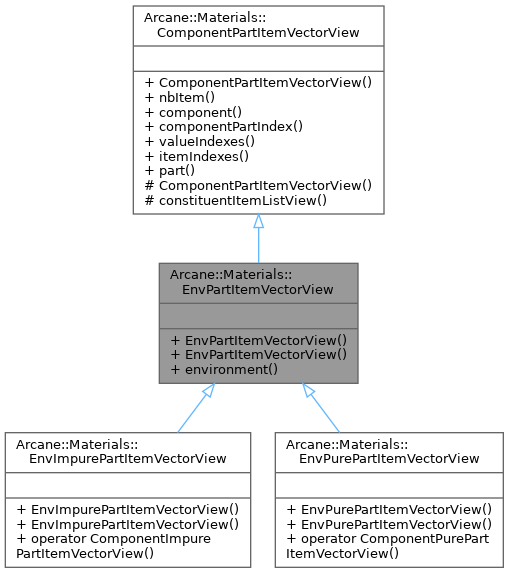 Arcane::Materials::
ComponentPartItemVectorView
+ ComponentPartItemVectorView()
+ nbItem()
+ component()
+ componentPartIndex()
+ valueIndexes()
+ itemIndexes()
+ part()
# ComponentPartItemVectorView()
# constituentItemListView()
Arcane::Materials::
EnvPartItemVectorView
+ EnvPartItemVectorView()
+ EnvPartItemVectorView()
+ environment()
Arcane::Materials::
EnvImpurePartItemVectorView
+ EnvImpurePartItemVectorView()
+ EnvImpurePartItemVectorView()
+ operator ComponentImpure
PartItemVectorView()
Arcane::Materials::
EnvPurePartItemVectorView
+ EnvPurePartItemVectorView()
+ EnvPurePartItemVectorView()
+ operator ComponentPurePart
ItemVectorView()